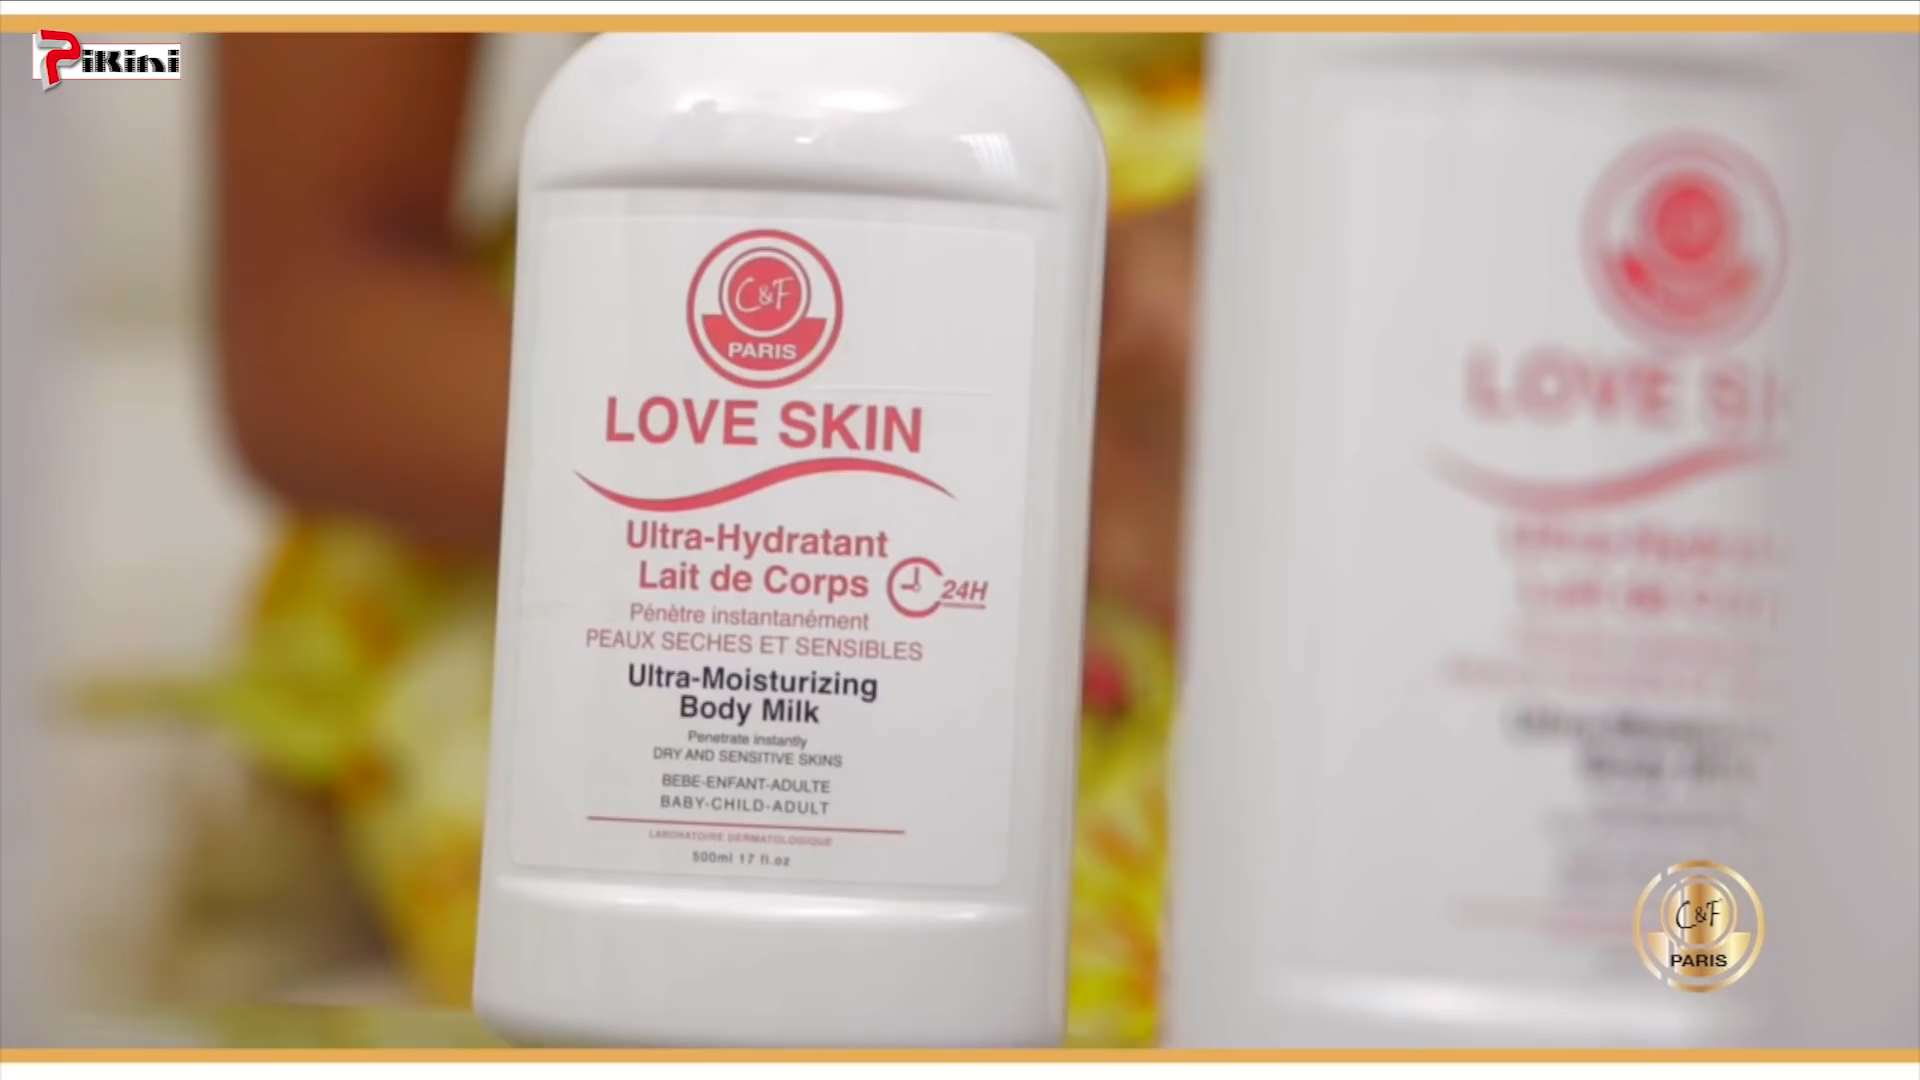 PiKini
C&F
PARIS
LOVE SKIN
Ultra-Hydratant
Lait de Corps
24H
Pénètre instantanément
PEAUX SECHES ET SENSIBLES
Ultra-Moisturizing
Body Milk
Penetrate instantly
DRY AND SENSITIVE SKINS
BEBE-ENFANT-ADULTE
BABY-CHILD-ADULT
LABORATOIRE DERMATOLOGIQUE
500ml 17 fl.oz
C&F
LOVE
C&F
PARIS